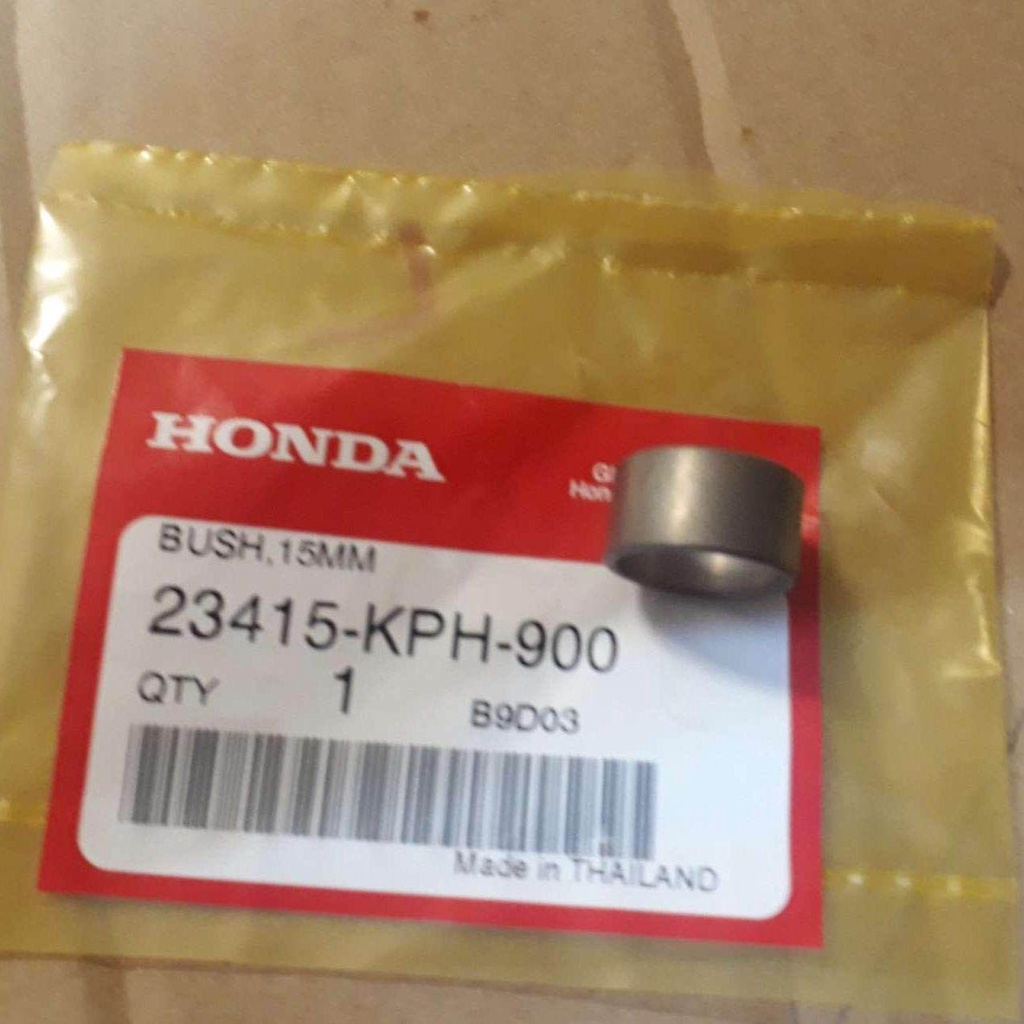 HONDA
BUSH,15MM
23415-KPH-900
QTY 1 B9D03
Made in THAILAND